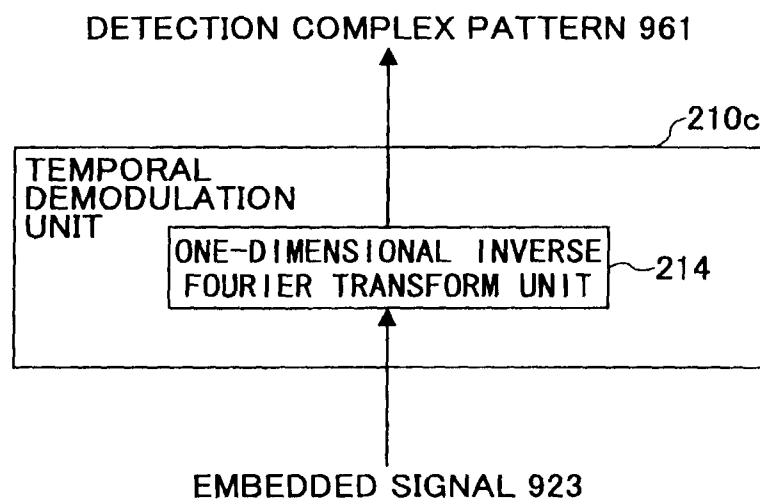 DETECTION COMPLEX PATTERN 961
210c
TEMPORAL
DEMODULATION
UNIT
ONE-DIMENSIONAL INVERSE
FOURIER TRANSFORM UNIT
214
EMBEDDED SIGNAL 923